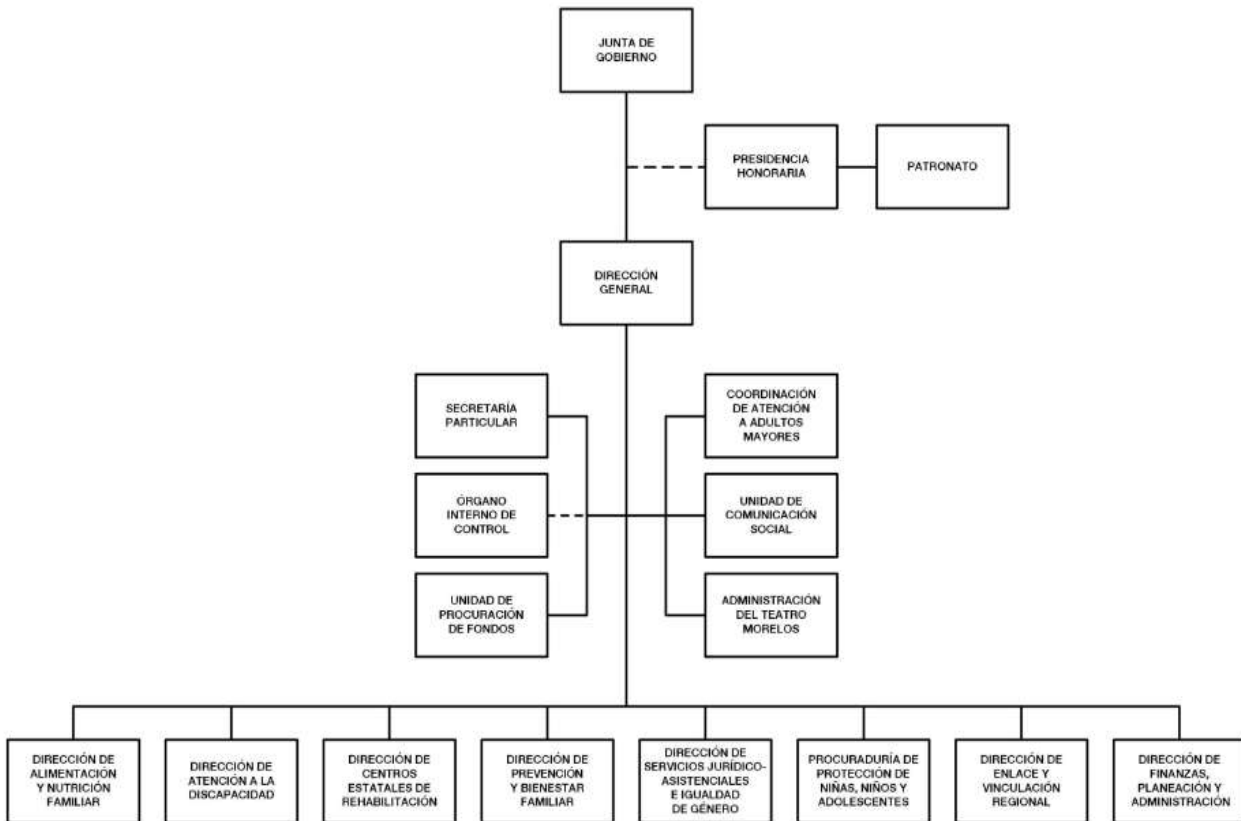 JUNTA DE
GOBIERNO
PRESIDENCIA
HONORARIA
PATRONATO
DIRECCIÓN
GENERAL
SECRETARÍA
PARTICULAR
COORDINACIÓN
DE ATENCIÓN
A ADULTOS
MAYORES
ÓRGANO
INTERNO DE
CONTROL
UNIDAD DE
COMUNICACIÓN
SOCIAL
UNIDAD DE
PROCURACIÓN
DE FONDOS
ADMINISTRACIÓN
DEL TEATRO
MORELOS
DIRECCIÓN DE
ALIMENTACIÓN
Y NUTRICIÓN
FAMILIAR
DIRECCIÓN DE
ATENCIÓN A LA
DISCAPACIDAD
DIRECCIÓN DE
CENTROS
ESTATALES DE
REHABILITACIÓN
DIRECCIÓN DE
PREVENCIÓN
Y BIENESTAR
FAMILIAR
DIRECCIÓN DE
SERVICIOS JURÍDICO-
ASISTENCIALES
E IGUALDAD
DE GÉNERO
PROCURADURÍA DE
PROTECCIÓN DE
NIÑAS, NIÑOS Y
ADOLESCENTES
DIRECCIÓN DE
ENLACE Y
VINCULACIÓN
REGIONAL
DIRECCIÓN DE
FINANZAS,
PLANEACIÓN Y
ADMINISTRACIÓN